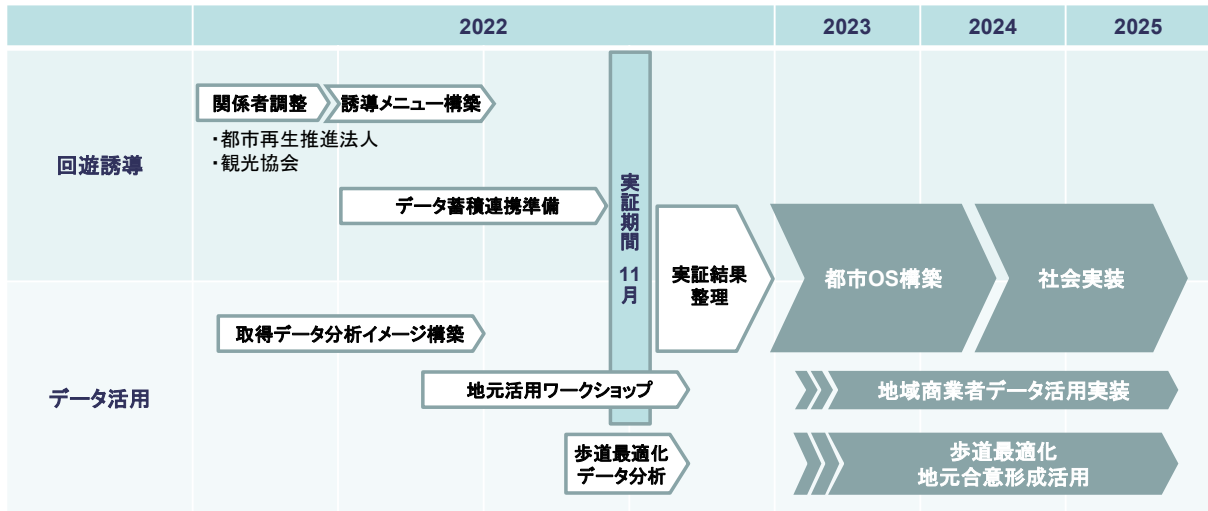 2022
2023
2024
2025
回遊誘導
関係者調整
誘導メニュー構築
・都市再生推進法人
・観光協会
データ蓄積連携準備
実証期間 11月
実証結果
整理
都市OS構築
社会実装
データ活用
取得データ分析イメージ構築
地元活用ワークショップ
地域商業者データ活用実装
歩道最適化
データ分析
歩道最適化
地元合意形成活用